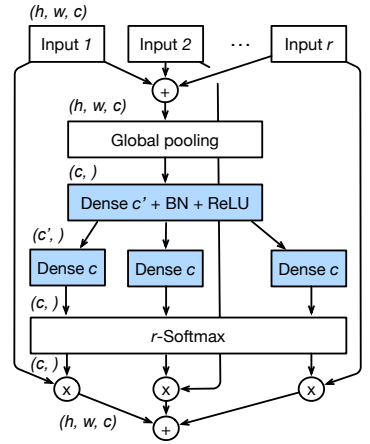 (h, w, c)
Input 1
Input 2
...
Input r
+
(h, w, c)
Global pooling
(c, )
Dense c' + BN + ReLU
(c', )
Dense c
Dense c
Dense c
(c, )
r-Softmax
(c, )
x
x
x
(h, w, c)
+